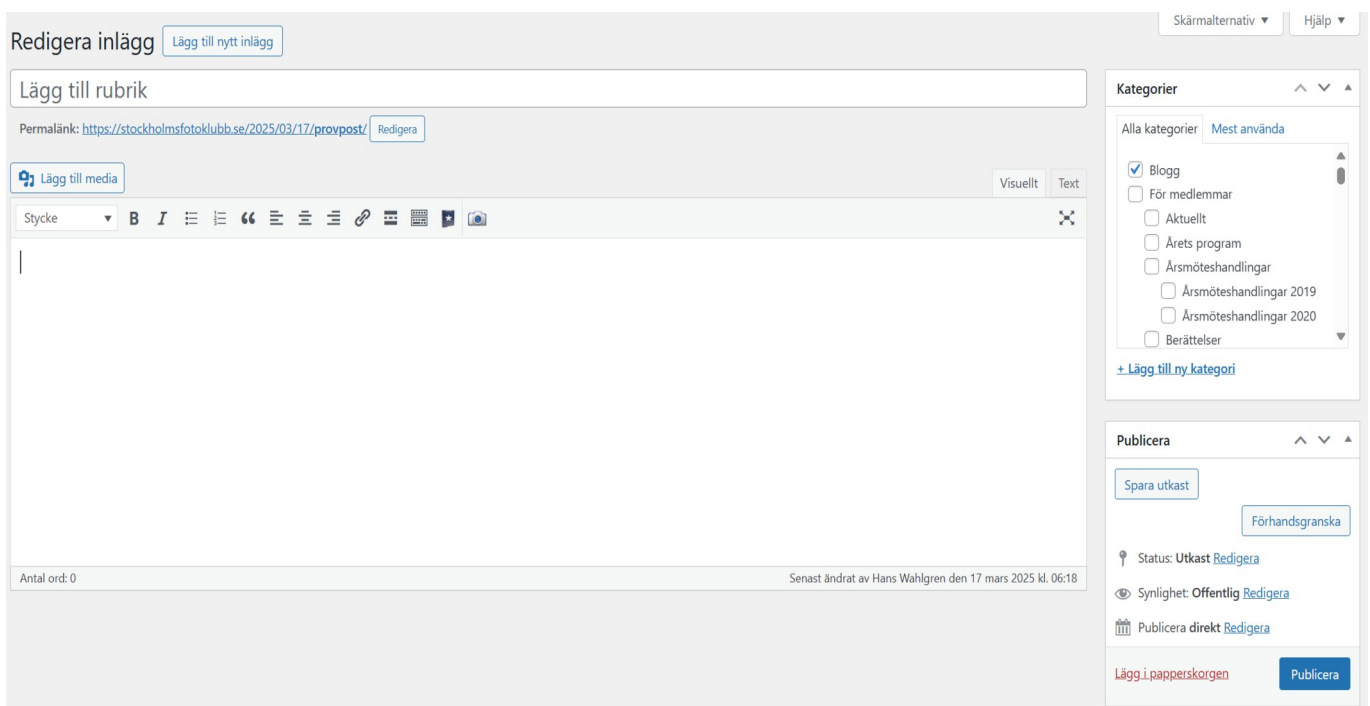 Skärmalternativ ▼ Hjälp ▼
Redigera inlägg Lägg till nytt inlägg
Lägg till rubrik
Permalänk: https://stockholmsfotoklubb.se/2025/03/17/provpost/ Redigera
Lägg till media
Visuellt Text
Stycke ▼ B I
Antal ord: 0 Senast ändrat av Hans Wahlgren den 17 mars 2025 kl. 06:18
Kategorier
Alla kategorier Mest använda
Blogg
För medlemmar
Aktuellt
Årets program
Årsmöteshandlingar
Årsmöteshandlingar 2019
Årsmöteshandlingar 2020
Berättelser
+ Lägg till ny kategori
Publicera
Spara utkast
Förhandsgranska
Status: Utkast Redigera
Synlighet: Offentlig Redigera
Publicera direkt Redigera
Lägg i papperskorgen Publicera